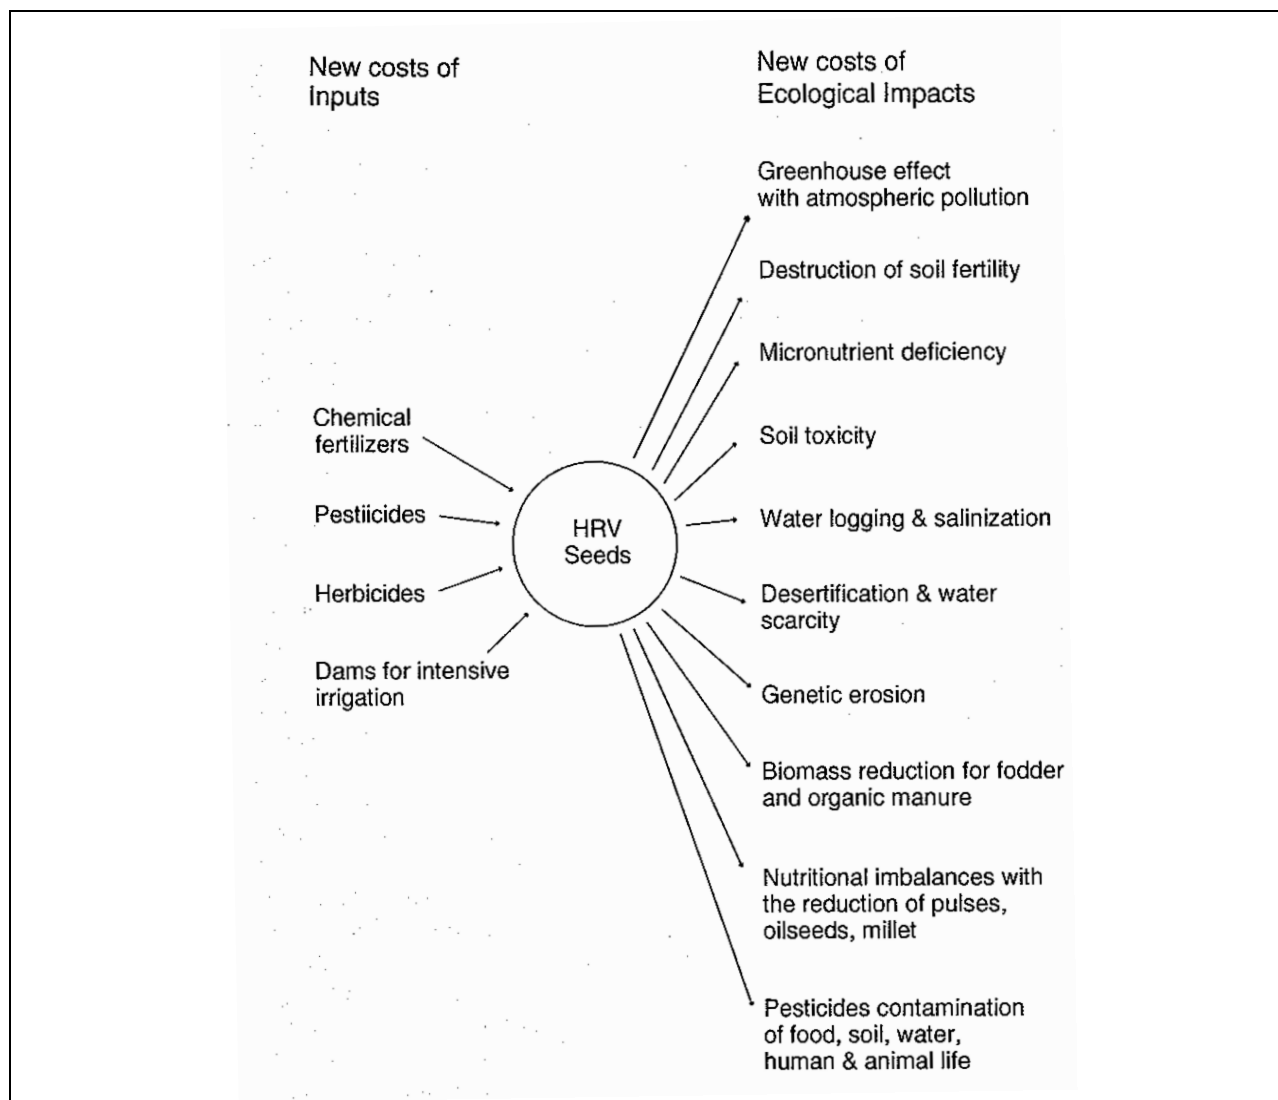 New costs of
Inputs
New costs of
Ecological Impacts
Greenhouse effect
with atmospheric pollution
Destruction of soil fertility
Micronutrient deficiency
Chemical
fertilizers
Soil toxicity
Pestiicides
Water logging & salinization
HRV
Seeds
Herbicides
Desertification & water
scarcity
Dams for intensive
irrigation
Genetic erosion
Biomass reduction for fodder
and organic manure
Nutritional imbalances with
the reduction of pulses,
oilseeds, millet
Pesticides contamination
of food, soil, water,
human & animal life